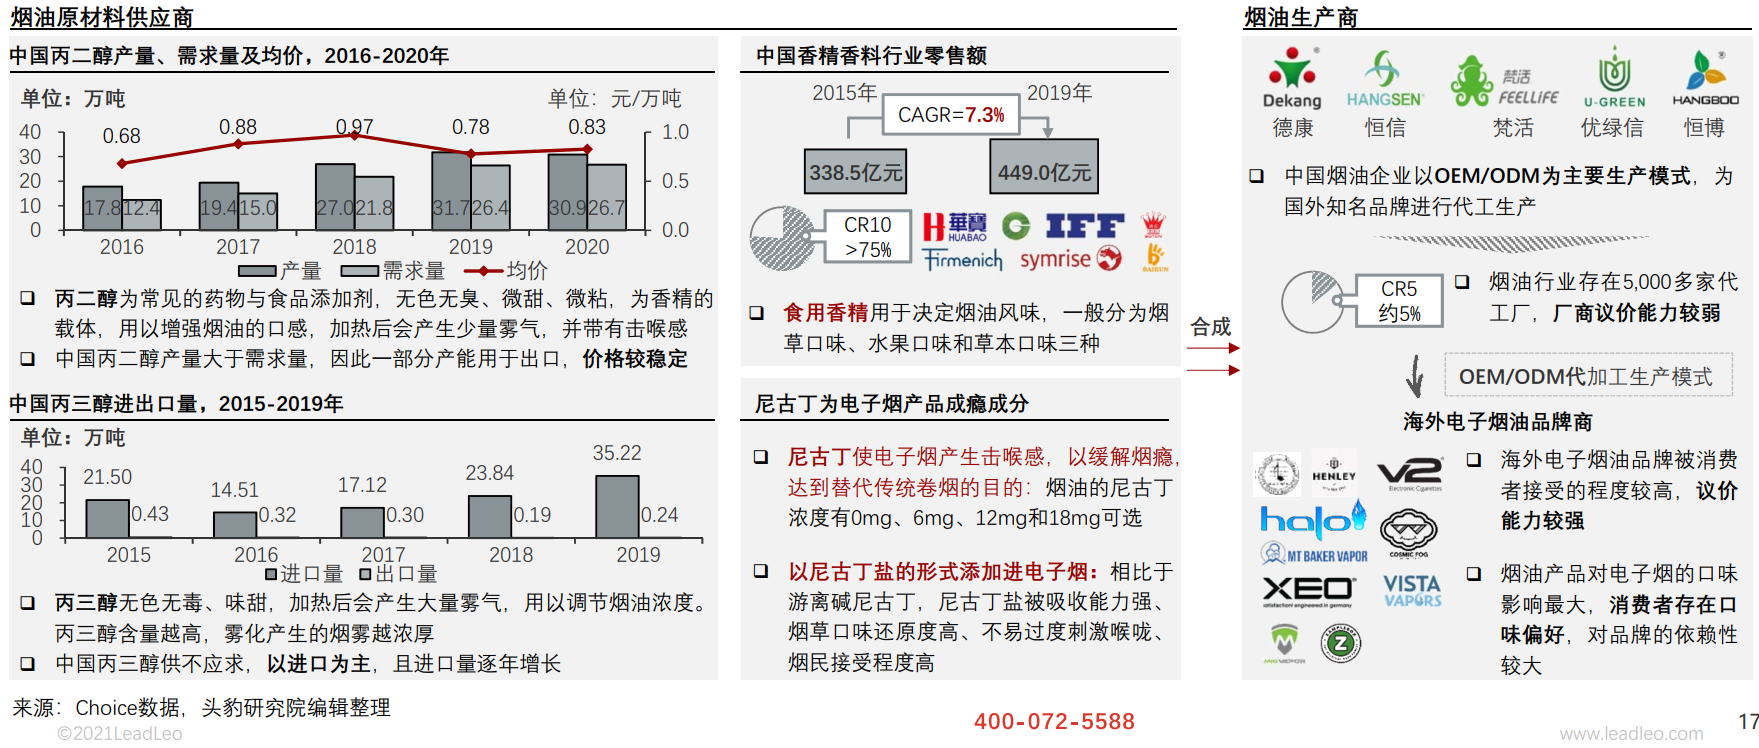 烟油原材料供应商
中国丙二醇产量、需求量及均价，2016-2020年
单位：万吨
单位：元/万吨
40
30
20
10
0
1.0
0.5
0.0
0.68
0.88
0.97
0.78
0.83
17.8 12.4
19.4 15.0
27.0 21.8
31.7 26.4
30.9 26.7
2016
2017
2018
2019
2020
产量
需求量
均价
❑ 丙二醇为常见的药物与食品添加剂，无色无臭、微甜、微粘，为香精的
载体，用以增强烟油的口感，加热后会产生少量雾气，并带有击喉感
❑ 中国丙二醇产量大于需求量，因此一部分产能用于出口，价格较稳定
中国丙三醇进出口量，2015-2019年
单位：万吨
40
30
20
10
0
21.50
0.43
14.51
0.32
17.12
0.30
23.84
0.19
35.22
0.24
2015
2016
2017
2018
2019
进口量
出口量
❑ 丙三醇无色无毒、味甜，加热后会产生大量雾气，用以调节烟油浓度。
丙三醇含量越高，雾化产生的烟雾越浓厚
❑ 中国丙三醇供不应求，以进口为主，且进口量逐年增长
中国香精香料行业零售额
2015年
2019年
CAGR=7.3%
338.5亿元
449.0亿元
CR10
>75%
華寶
HUABAO
IFF
Firmenich
symrise
BAIRUN
❑ 食用香精用于决定烟油风味，一般分为烟
草口味、水果口味和草本口味三种
尼古丁为电子烟产品成瘾成分
❑ 尼古丁使电子烟产生击喉感，以缓解烟瘾，
达到替代传统卷烟的目的：烟油的尼古丁
浓度有0mg、6mg、12mg和18mg可选
❑ 以尼古丁盐的形式添加进电子烟：相比于
游离碱尼古丁，尼古丁盐被吸收能力强、
烟草口味还原度高、不易过度刺激喉咙、
烟民接受程度高
合成
烟油生产商
Dekang
HANGSEN
梵活
FEELLIFE
U-GREEN
HANGBOO
德康
恒信
梵活
优绿信
恒博
❑ 中国烟油企业以OEM/ODM为主要生产模式，为
国外知名品牌进行代工生产
CR5
约5%
❑ 烟油行业存在5,000多家代
工厂，厂商议价能力较弱
OEM/ODM代加工生产模式
海外电子烟油品牌商
HENLEY
V2
Electronic Cigarettes
halo
COSMIC FOG
MT BAKER VAPOR
XEO
satisfaction! engineered in germany
VISTA
VAPORS
❑ 海外电子烟油品牌被消费
者接受的程度较高，议价
能力较强
❑ 烟油产品对电子烟的口味
影响最大，消费者存在口
味偏好，对品牌的依赖性
较大
来源：Choice数据，头豹研究院编辑整理
©2021LeadLeo
400-072-5588
www.leadleo.com
17